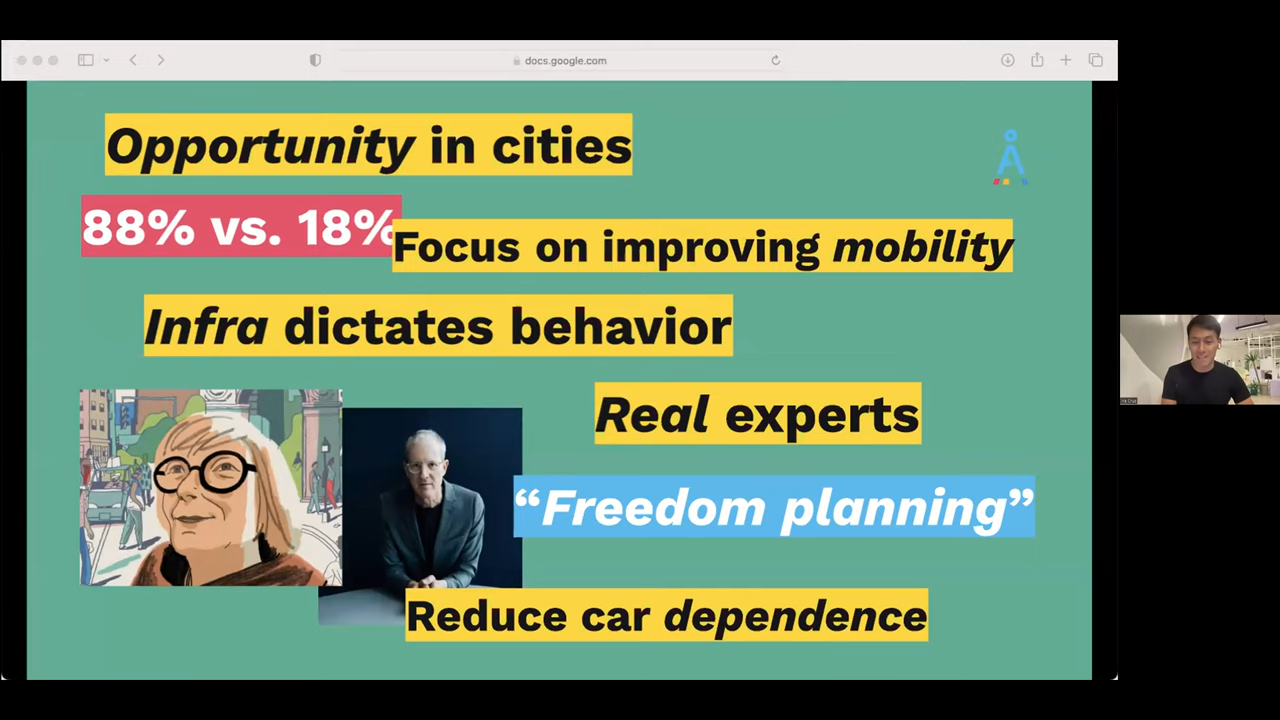 docs.google.com
Opportunity in cities
88% vs. 18%
Focus on improving mobility
Infra dictates behavior
Real experts
“Freedom planning”
Reduce car dependence